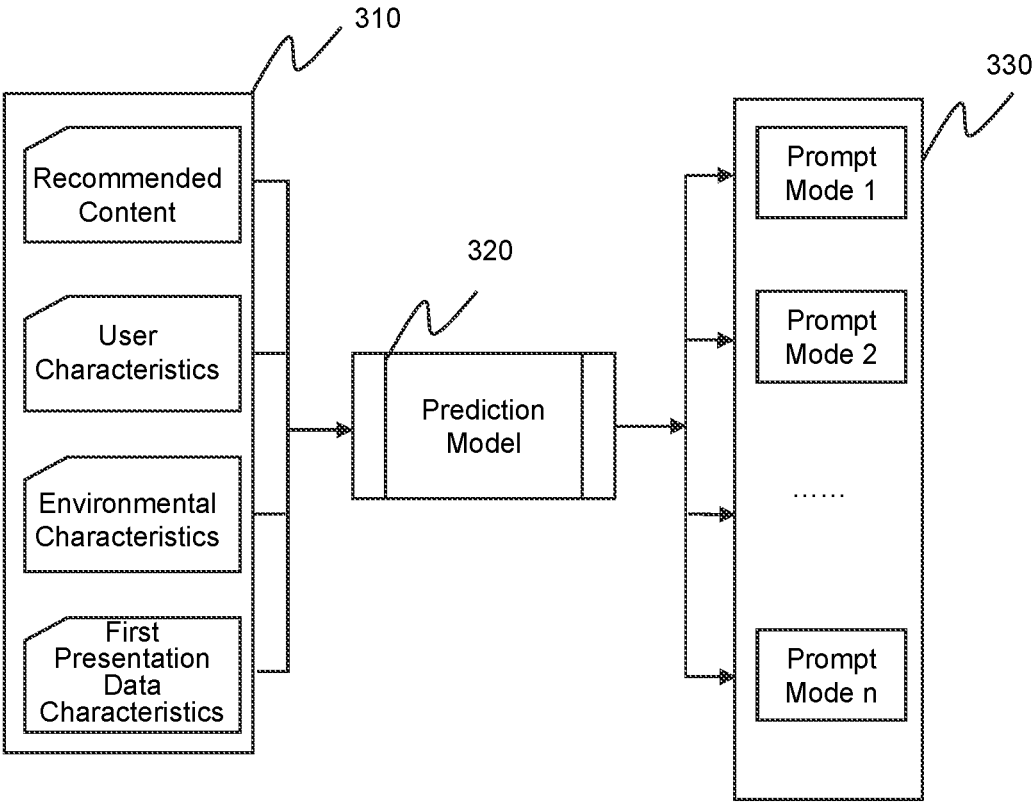 310
Recommended
Content
User
Characteristics
Environmental
Characteristics
First
Presentation
Data
Characteristics
320
Prediction
Model
330
Prompt
Mode 1
Prompt
Mode 2
......
Prompt
Mode n